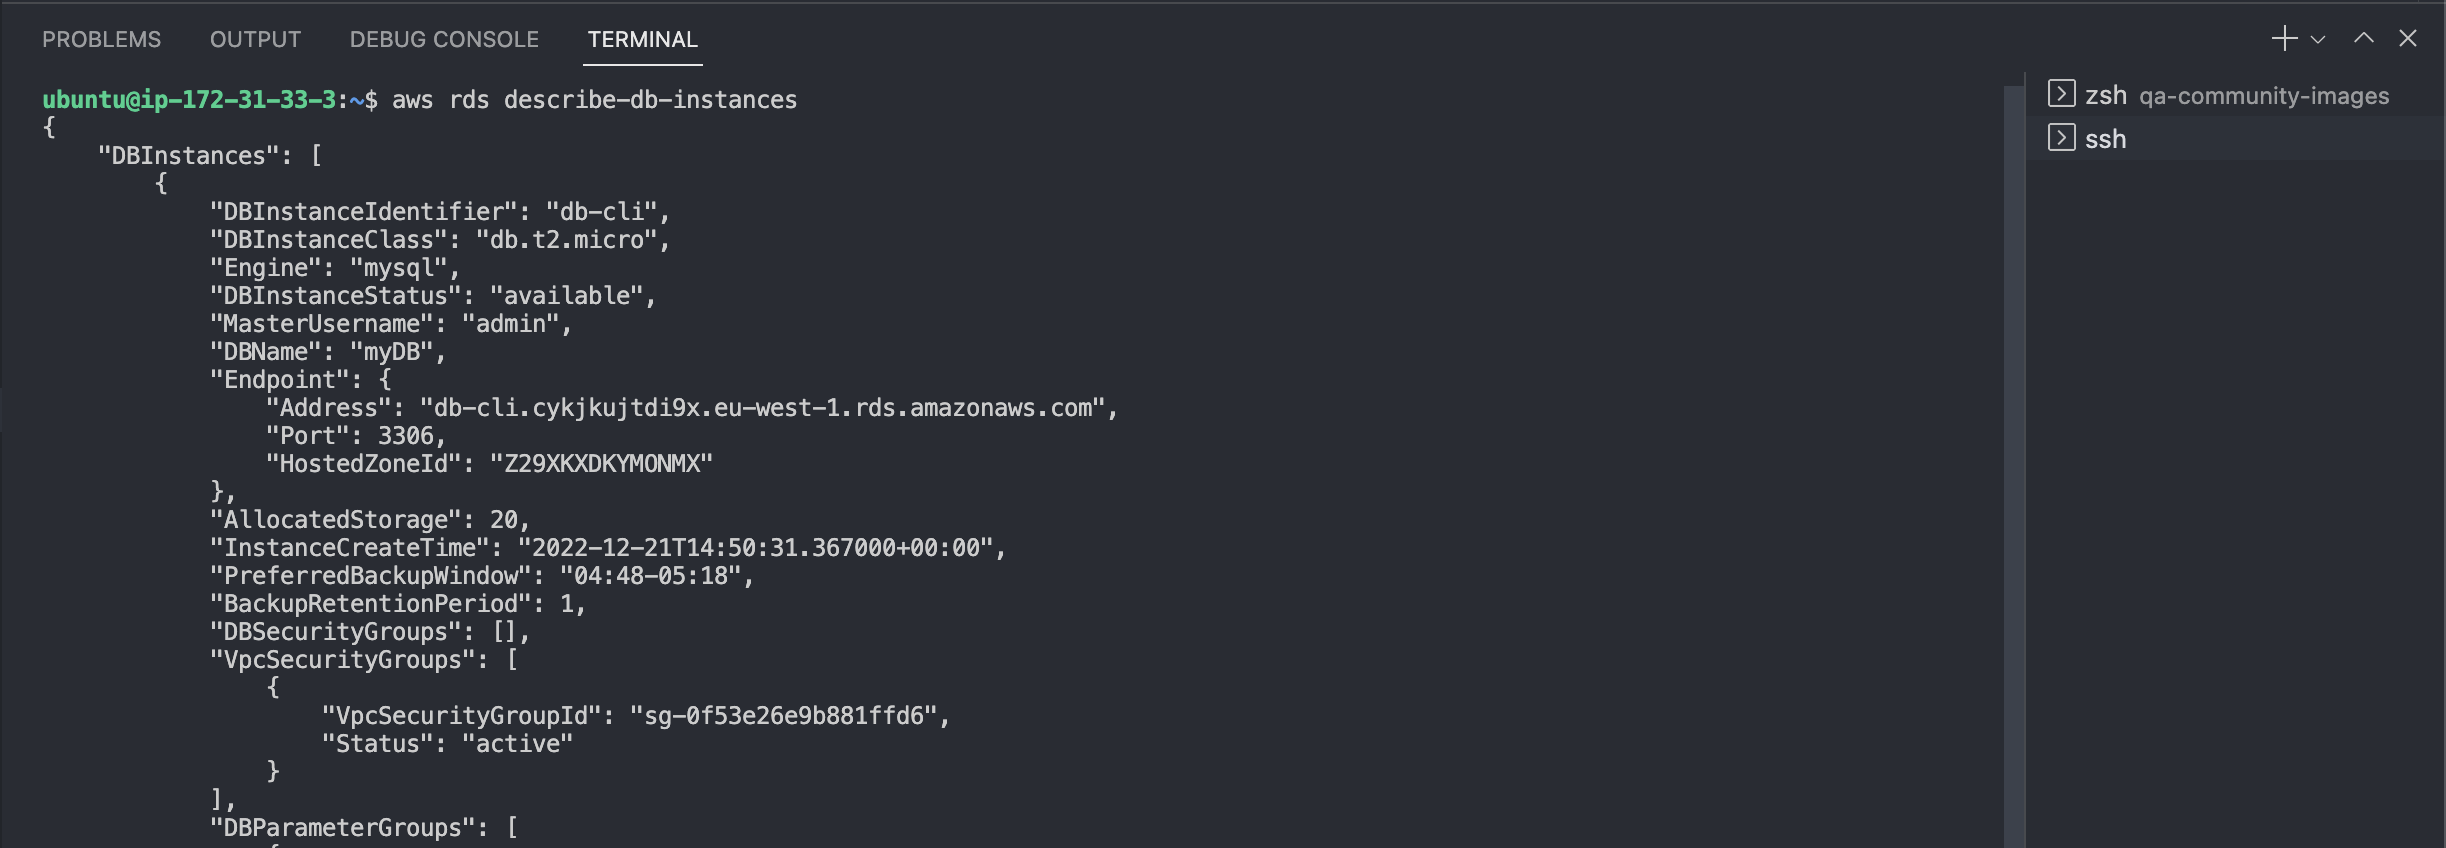 PROBLEMS OUTPUT DEBUG CONSOLE TERMINAL
ubuntu@ip-172-31-33-3:~$ aws rds describe-db-instances
{
    "DBInstances": [
        {
            "DBInstanceIdentifier": "db-cli",
            "DBInstanceClass": "db.t2.micro",
            "Engine": "mysql",
            "DBInstanceStatus": "available",
            "MasterUsername": "admin",
            "DBName": "myDB",
            "Endpoint": {
                "Address": "db-cli.cykjkujtdi9x.eu-west-1.rds.amazonaws.com",
                "Port": 3306,
                "HostedZoneId": "Z29XKXDKYMONMX"
            },
            "AllocatedStorage": 20,
            "InstanceCreateTime": "2022-12-21T14:50:31.367000+00:00",
            "PreferredBackupWindow": "04:48-05:18",
            "BackupRetentionPeriod": 1,
            "DBSecurityGroups": [],
            "VpcSecurityGroups": [
                {
                    "VpcSecurityGroupId": "sg-0f53e26e9b881ffd6",
                    "Status": "active"
                }
            ],
            "DBParameterGroups": [
zsh qa-community-images
ssh